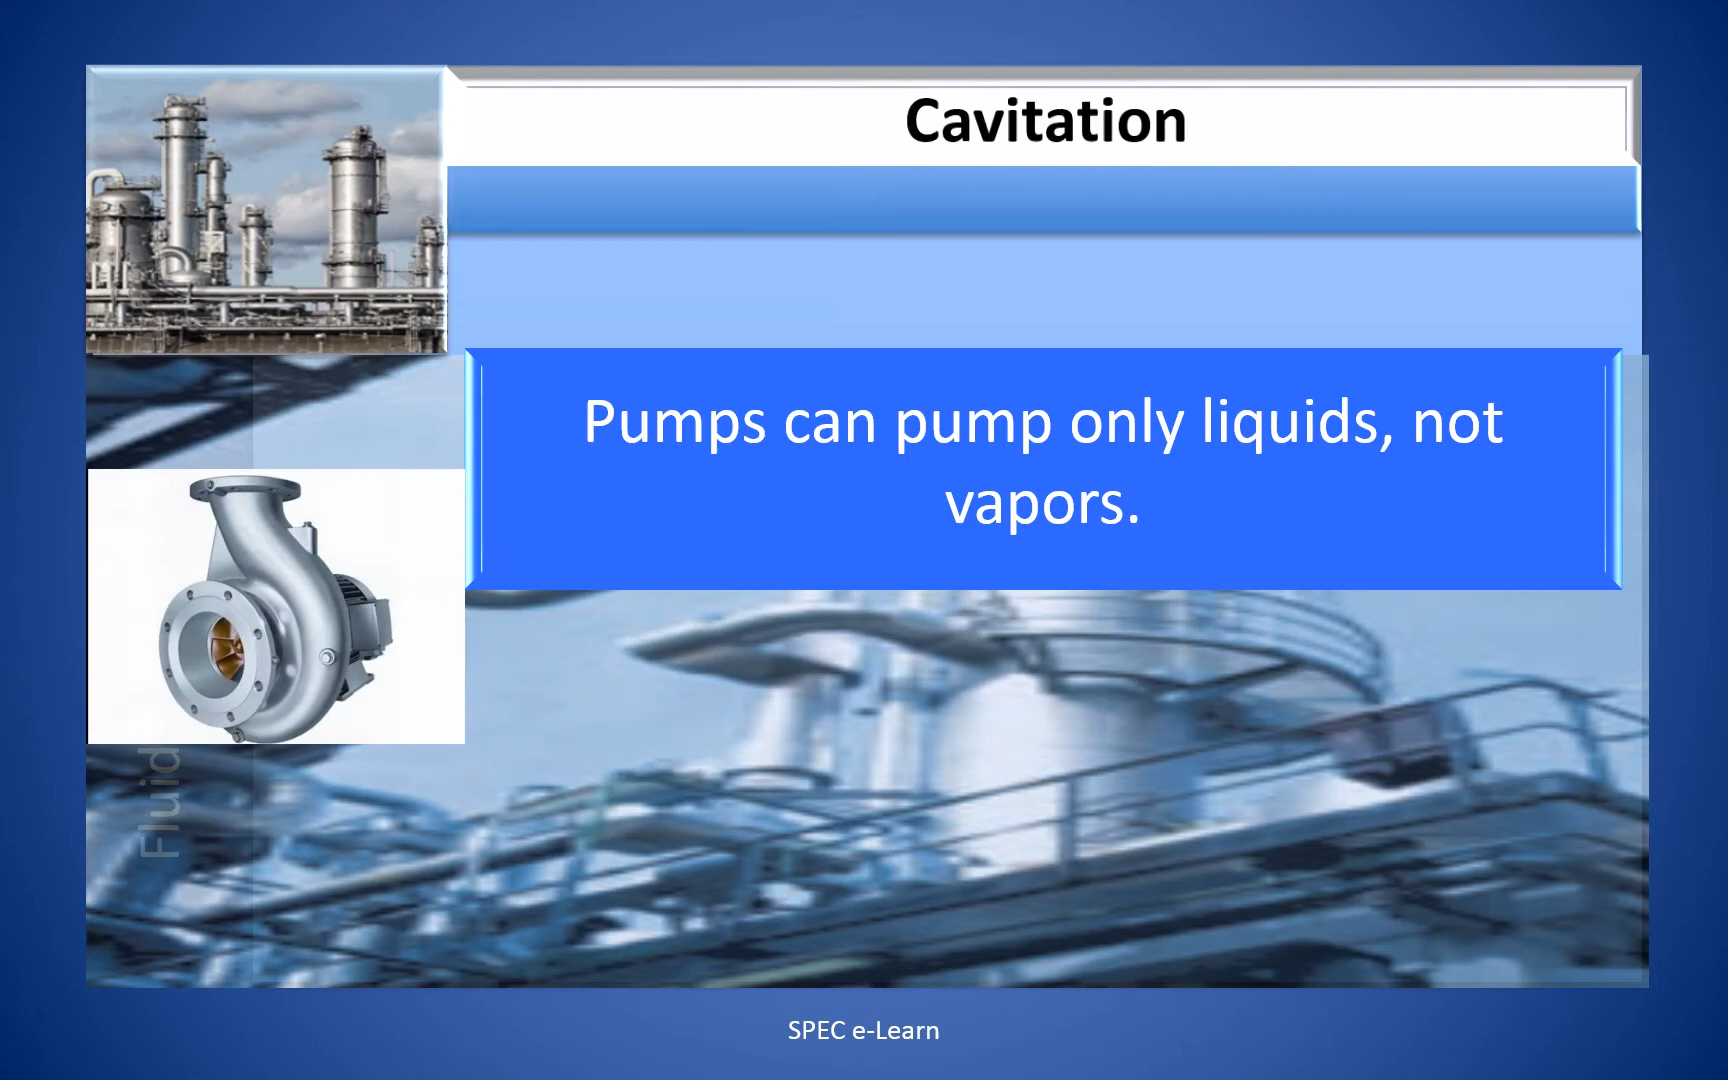 Cavitation
Pumps can pump only liquids, not
vapors.
Fluid
SPEC e-Learn